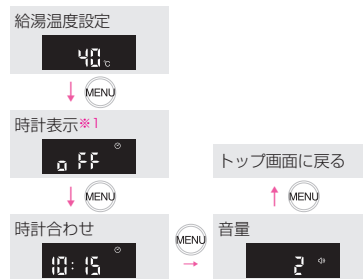 給湯温度設定
40℃
MENU
時計表示※1
oFF
MENU
トップ画面に戻る
MENU
時計合わせ
10:15
MENU
音量
2